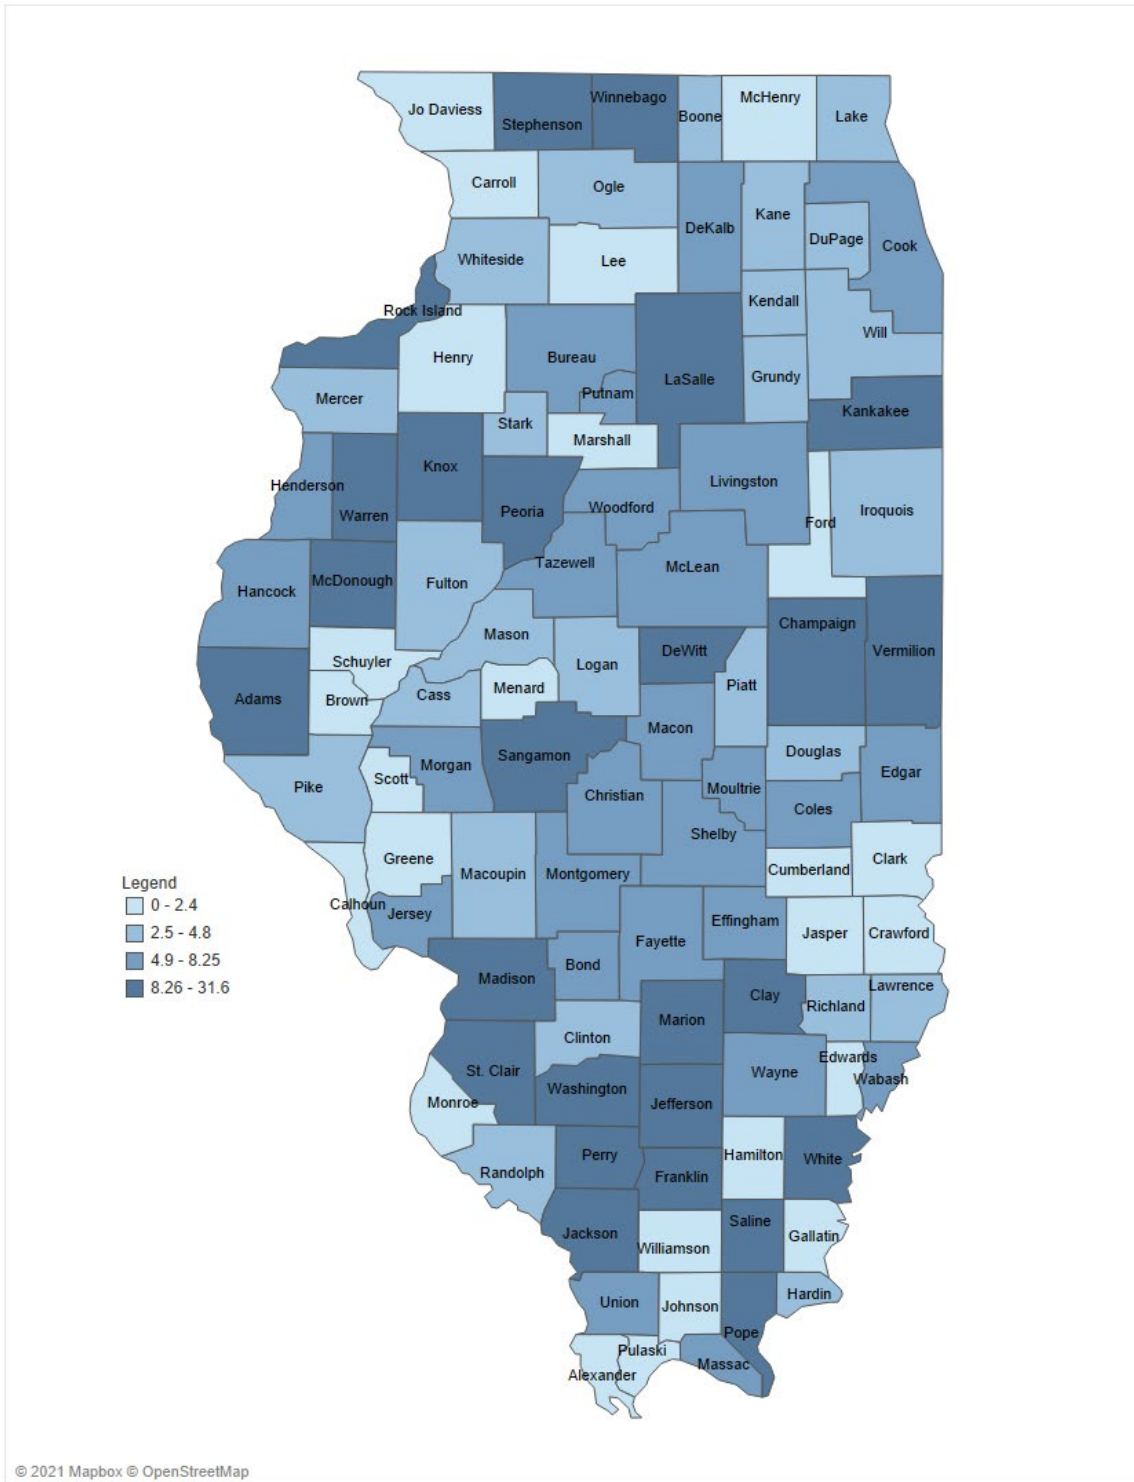 Winnebago
McHenry
Jo Daviess
Stephenson
Boone
Lake
Carroll
Ogle
Kane
DeKalb
DuPage
Cook
Whiteside
Lee
Kendall
Rock Island
Will
Henry
Bureau
LaSalle
Grundy
Putnam
Mercer
Kankakee
Stark
Marshall
Knox
Livingston
Henderson
Woodford
Peoria
Warren
Iroquois
Ford
Tazewell
McLean
McDonough
Fulton
Hancock
Champaign
Mason
DeWitt
Vermilion
Schuyler
Logan
Piatt
Menard
Cass
Adams
Brown
Macon
Sangamon
Douglas
Morgan
Edgar
Scott
Pike
Moultrie
Christian
Coles
Shelby
Greene
Clark
Cumberland
Macoupin
Montgomery
Legend
0 - 2.4
2.5 - 4.8
4.9 - 8.25
8.26 - 31.6
Calhoun
Jersey
Effingham
Fayette
Jasper
Crawford
Bond
Madison
Lawrence
Clay
Richland
Marion
Clinton
Edwards
St. Clair
Wayne
Wabash
Washington
Monroe
Jefferson
Perry
Hamilton
White
Randolph
Franklin
Saline
Jackson
Gallatin
Williamson
Hardin
Union
Johnson
Pope
Pulaski
Massac
Alexander
© 2021 Mapbox © OpenStreetMap